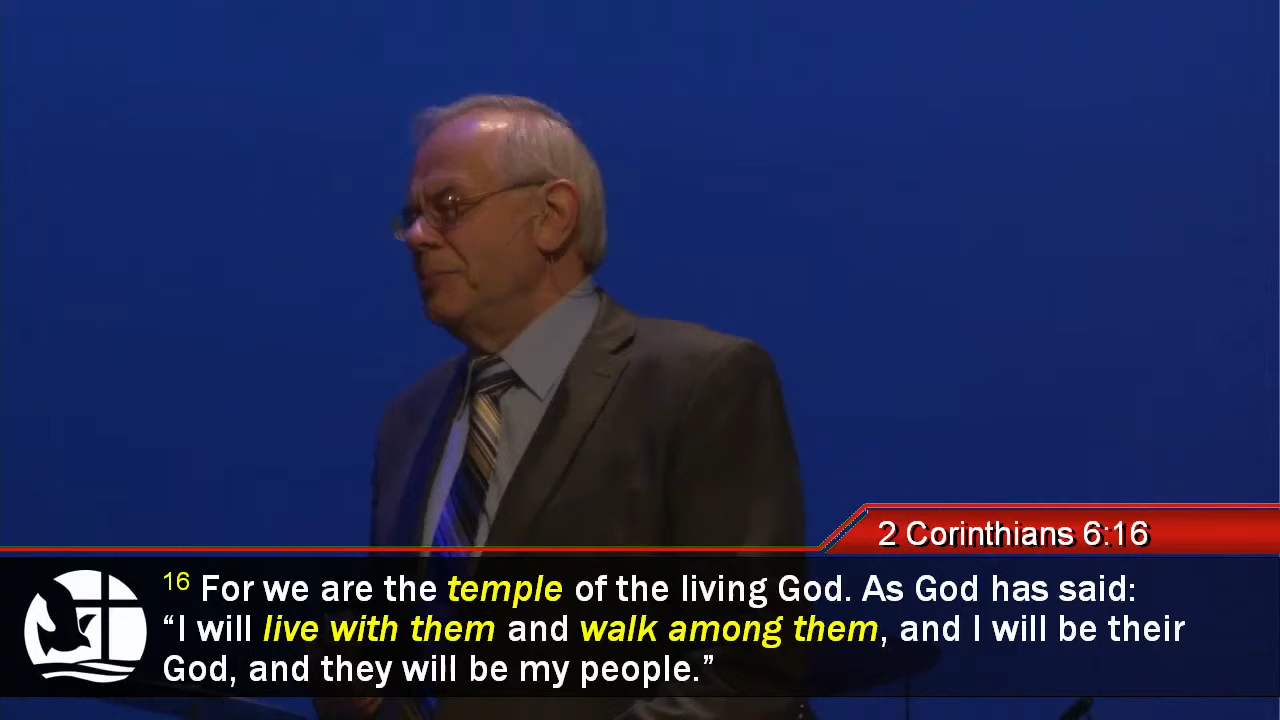 2 Corinthians 6:16
16 For we are the temple of the living God. As God has said:
“I will live with them and walk among them, and I will be their
God, and they will be my people.”